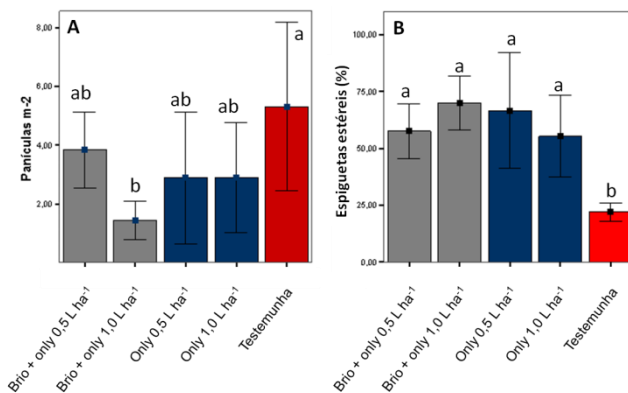 A
Panículas m-2
8,00
6,00
4,00
2,00
ab
b
ab
ab
a
Brio + only 0,5 L ha⁻¹
Brio + only 1,0 L ha⁻¹
Only 0,5 L ha⁻¹
Only 1,0 L ha⁻¹
Testemunha
B
Espiguetas estéreis (%)
100,00
75,00
50,00
25,00
0,00
a
a
a
a
b
Brio + only 0,5 L ha⁻¹
Brio + only 1,0 L ha⁻¹
Only 0,5 L ha⁻¹
Only 1,0 L ha⁻¹
Testemunha